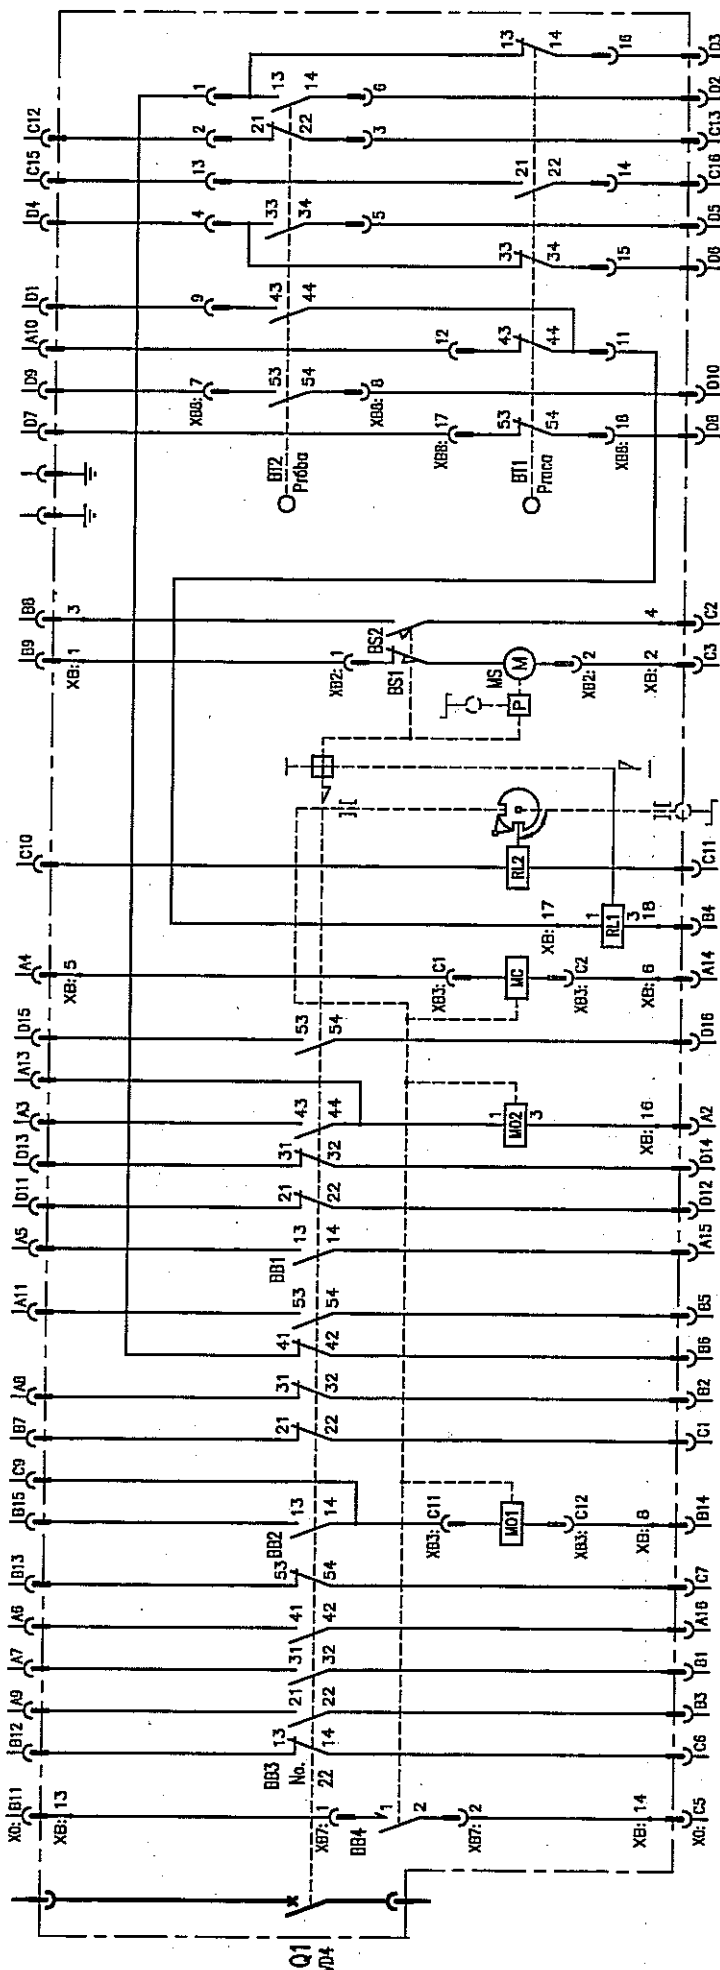 X0: B11 B12 A9 A7 A6 B13 B15 C9 B7 A8 A11 A5 D11 D13 A3 A13 D15 A4 C10 B9 B8 D7 D9 A10 D1 D4 C15 C12
XB: 13
XB: 5
XB: 1
3
XB8: 7
9
4
13
2
1
Q1
VD4
BB3
No.
22
13
14
21
22
31
32
41
42
53
54
BB2
13
14
21
22
31
32
41
42
53
54
BB1
13
14
21
22
31
32
43
44
53
54
BT2
Próba
53
54
43
44
33
34
21
22
13
14
XB7: 1
BB4
1
2
XB7: 2
XB2: 1
BS1
BS2
XB8: 8
5
3
6
XB3: C11
MO1
XB3: C12
1
MO2
3
XB3: C1
MC
XB3: C2
XB: 17
1
RL1
3
18
RL2
P
MS
M
XB2: 2
XB8: 17
12
BT1
Praca
53
54
43
44
33
34
21
22
13
14
XB8: 18
11
15
14
16
XB: 14
XB: 8
XB: 16
XB: 6
XB: 2
4
X0: C5 C6 B3 B1 A16 C7 B14 C1 B2 B6 B5 A15 D12 D14 A2 D16 A14 B4 C11 C3 C2 D8 D10 D6 D5 C16 C13 D2 D3